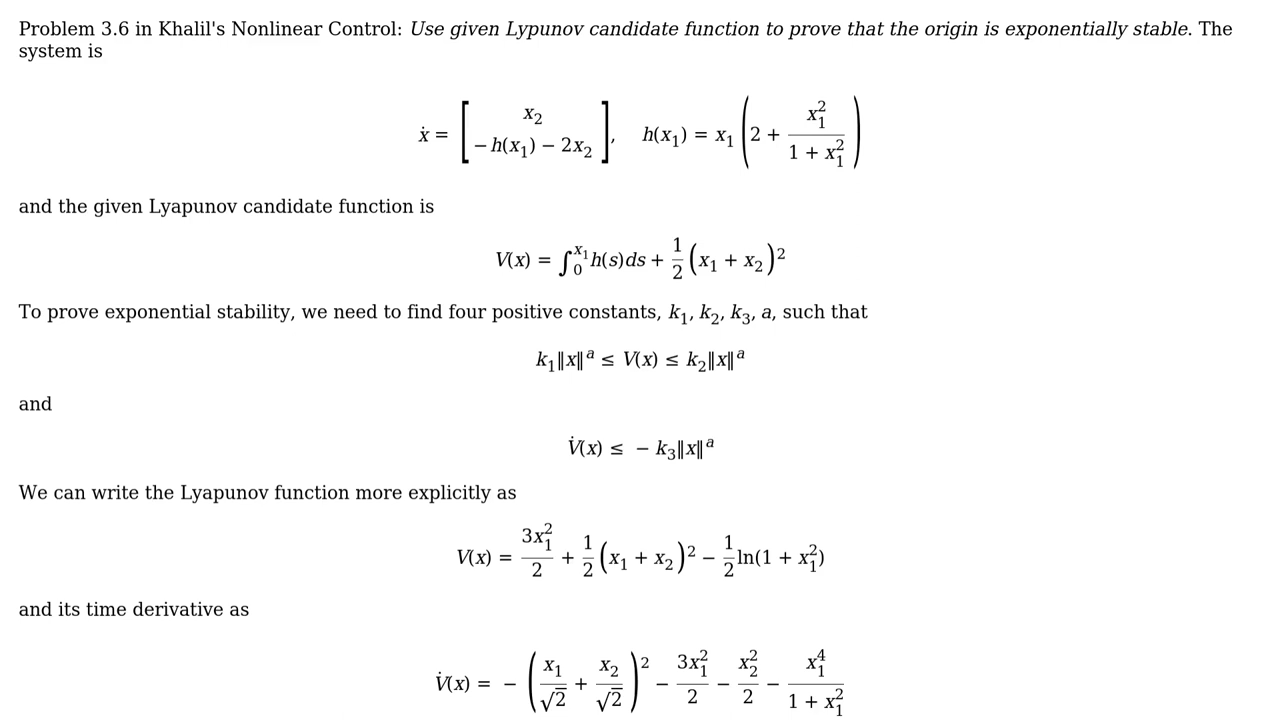 Problem 3.6 in Khalil's Nonlinear Control: Use given Lypunov candidate function to prove that the origin is exponentially stable. The
system is
ẋ = [ x₂ ; − h(x₁) − 2x₂ ], h(x₁) = x₁ (2 + x₁² / (1 + x₁²))
and the given Lyapunov candidate function is
V(x) = ∫₀^x₁ h(s)ds + 1/2 (x₁ + x₂)²
To prove exponential stability, we need to find four positive constants, k₁, k₂, k₃, a, such that
k₁‖x‖ᵃ ≤ V(x) ≤ k₂‖x‖ᵃ
and
V̇(x) ≤ − k₃‖x‖ᵃ
We can write the Lyapunov function more explicitly as
V(x) = 3x₁²/2 + 1/2 (x₁ + x₂)² − 1/2 ln(1 + x₁²)
and its time derivative as
V̇(x) = − (x₁/√2 + x₂/√2)² − 3x₁²/2 − x₂²/2 − x₁⁴/(1 + x₁²)